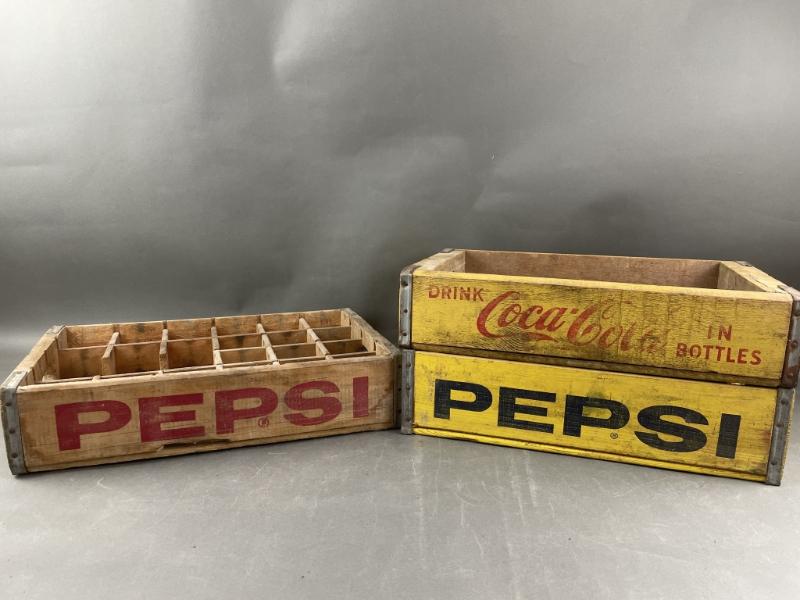 PEPSI®
DRINK Coca-Cola IN
BOTTLES
PEPSI®